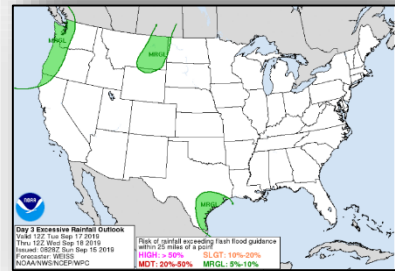 MRGL
MRGL
MRGL
NOAA
Day 3 Excessive Rainfall Outlook
Valid 12Z Tue Sep 17 2019
Thru 12Z Wed Sep 18 2019
Issued: 0828Z Sun Sep 15 2019
Forecaster: WEISS
NOAA/NWS/NCEP/WPC
Risk of rainfall exceeding flash flood guidance
within 25 miles of a point
HIGH: > 50% SLGT: 10%-20%
MDT: 20%-50% MRGL: 5%-10%